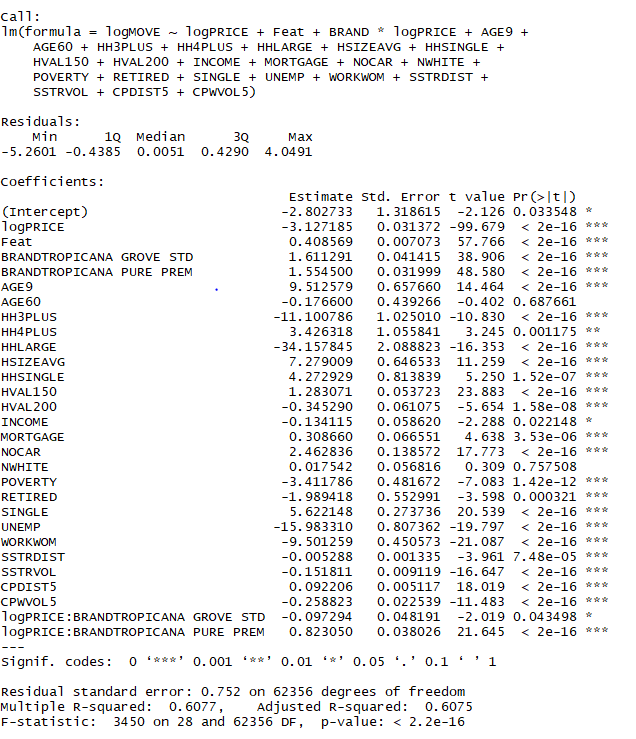 Call:
lm(formula = logMOVE ~ logPRICE + Feat + BRAND * logPRICE + AGE9 +
    AGE60 + HH3PLUS + HH4PLUS + HHLARGE + HSIZEAVG + HHSINGLE +
    HVAL150 + HVAL200 + INCOME + MORTGAGE + NOCAR + NWHITE +
    POVERTY + RETIRED + SINGLE + UNEMP + WORKWOM + SSTRDIST +
    SSTRVOL + CPDIST5 + CPWVOL5)
Residuals:
    Min      1Q  Median      3Q     Max
-5.2601 -0.4385  0.0051  0.4290  4.0491
Coefficients:
                                Estimate Std. Error t value Pr(>|t|)
(Intercept)                    -2.802733   1.318615  -2.126 0.033548 *
logPRICE                       -3.127185   0.031372 -99.679  < 2e-16 ***
Feat                            0.408569   0.007073  57.766  < 2e-16 ***
BRANDTROPICANA GROVE STD        1.611291   0.041415  38.906  < 2e-16 ***
BRANDTROPICANA PURE PREM        1.554500   0.031999  48.580  < 2e-16 ***
AGE9                            9.512579   0.657660  14.464  < 2e-16 ***
AGE60                          -0.176600   0.439266  -0.402 0.687661
HH3PLUS                       -11.100786   1.025010 -10.830  < 2e-16 ***
HH4PLUS                         3.426318   1.055841   3.245 0.001175 **
HHLARGE                       -34.157845   2.088823 -16.353  < 2e-16 ***
HSIZEAVG                        7.279009   0.646533  11.259  < 2e-16 ***
HHSINGLE                        4.272929   0.813839   5.250 1.52e-07 ***
HVAL150                         1.283071   0.053723  23.883  < 2e-16 ***
HVAL200                        -0.345290   0.061075  -5.654 1.58e-08 ***
INCOME                         -0.134115   0.058620  -2.288 0.022148 *
MORTGAGE                        0.308660   0.066551   4.638 3.53e-06 ***
NOCAR                           2.462836   0.138572  17.773  < 2e-16 ***
NWHITE                          0.017542   0.056816   0.309 0.757508
POVERTY                        -3.411786   0.481672  -7.083 1.42e-12 ***
RETIRED                        -1.989418   0.552991  -3.598 0.000321 ***
SINGLE                          5.622148   0.273736  20.539  < 2e-16 ***
UNEMP                         -15.983310   0.807362 -19.797  < 2e-16 ***
WORKWOM                        -9.501259   0.450573 -21.087  < 2e-16 ***
SSTRDIST                       -0.005288   0.001335  -3.961 7.48e-05 ***
SSTRVOL                        -0.151811   0.009119 -16.647  < 2e-16 ***
CPDIST5                         0.092206   0.005117  18.019  < 2e-16 ***
CPWVOL5                        -0.258823   0.022539 -11.483  < 2e-16 ***
logPRICE:BRANDTROPICANA GROVE STD  -0.097294   0.048191  -2.019 0.043498 *
logPRICE:BRANDTROPICANA PURE PREM   0.823050   0.038026  21.645  < 2e-16 ***
---
Signif. codes:  0 ‘***’ 0.001 ‘**’ 0.01 ‘*’ 0.05 ‘.’ 0.1 ‘ ’ 1
Residual standard error: 0.752 on 62356 degrees of freedom
Multiple R-squared:  0.6077,    Adjusted R-squared:  0.6075
F-statistic:  3450 on 28 and 62356 DF,  p-value: < 2.2e-16